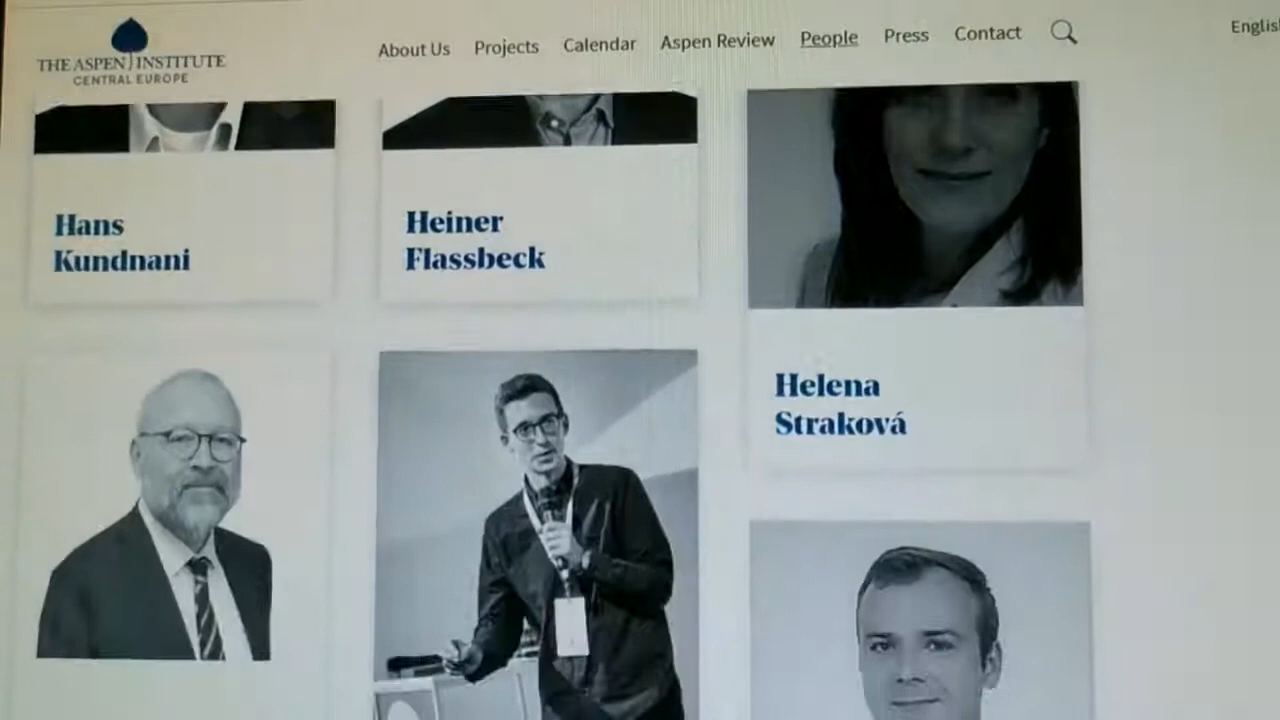 THE ASPEN INSTITUTE
CENTRAL EUROPE
About Us Projects Calendar Aspen Review People Press Contact
Englis
Hans
Kundnani
Heiner
Flassbeck
Helena
Straková